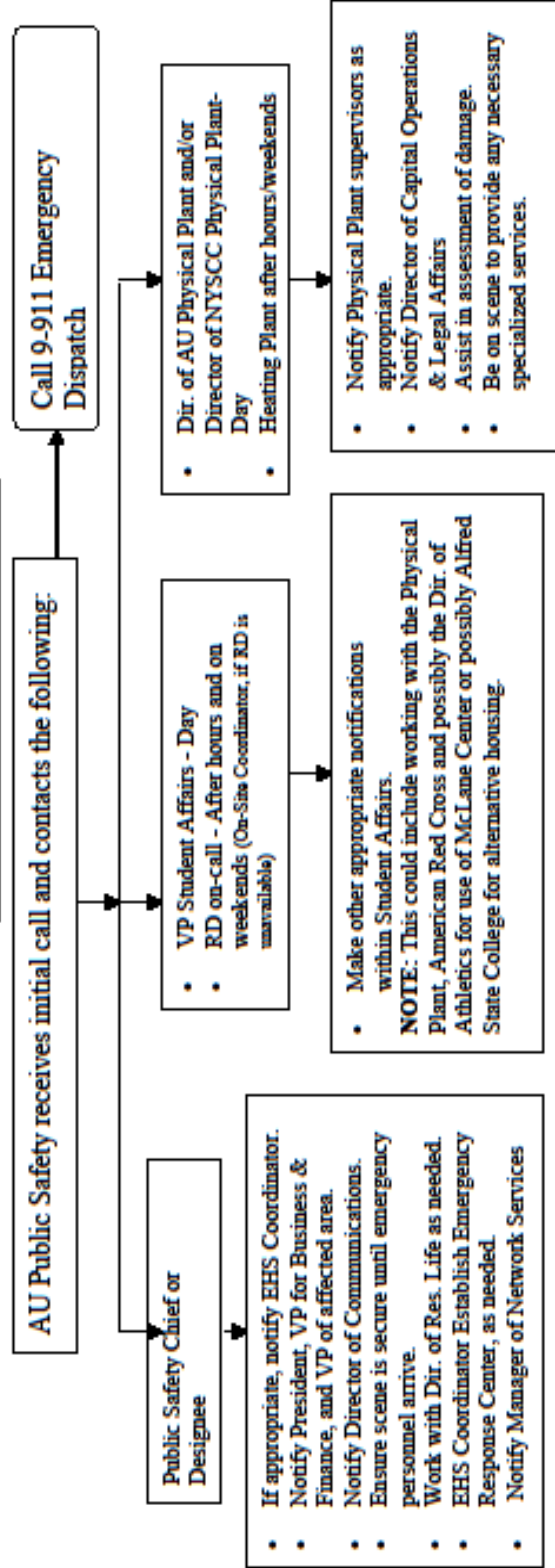 AU Public Safety receives initial call and contacts the following:
Call 9-911 Emergency
Dispatch
Public Safety Chief or
Designee
• If appropriate, notify EHS Coordinator.
• Notify President, VP for Business &
Finance, and VP of affected area.
• Notify Director of Communications.
• Ensure scene is secure until emergency
personnel arrive.
• Work with Dir. of Res. Life as needed.
• EHS Coordinator Establish Emergency
Response Center, as needed.
• Notify Manager of Network Services
• VP Student Affairs - Day
• RD on-call - After hours and on
weekends (On-Site Coordinator, if RD is
unavailable)
• Make other appropriate notifications
within Student Affairs.
NOTE: This could include working with the Physical
Plant, American Red Cross and possibly the Dir. of
Athletics for use of McLane Center or possibly Alfred
State College for alternative housing.
• Dir. of AU Physical Plant and/or
Director of NYSCC Physical Plant-
Day
• Heating Plant after hours/weekends
• Notify Physical Plant supervisors as
appropriate.
• Notify Director of Capital Operations
& Legal Affairs
• Assist in assessment of damage.
• Be on scene to provide any necessary
specialized services.